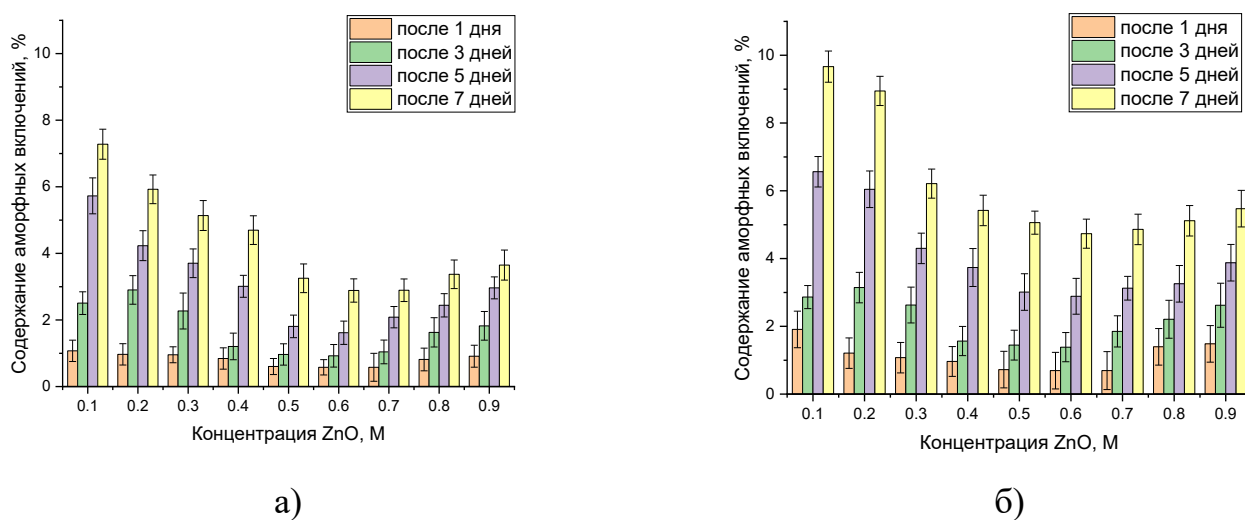 после 1 дня
после 3 дней
после 5 дней
после 7 дней
Содержание аморфных включений, %
10
8
6
4
2
0
0.1 0.2 0.3 0.4 0.5 0.6 0.7 0.8 0.9
Концентрация ZnO, М
а)
после 1 дня
после 3 дней
после 5 дней
после 7 дней
Содержание аморфных включений, %
10
8
6
4
2
0
0.1 0.2 0.3 0.4 0.5 0.6 0.7 0.8 0.9
Концентрация ZnO, М
б)